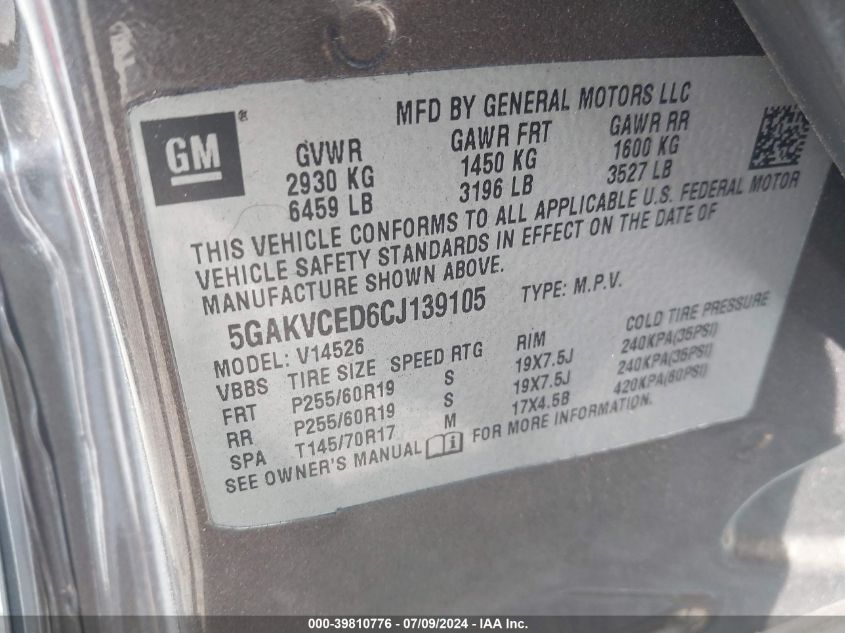 MFD BY GENERAL MOTORS LLC
GM ®
GVWR GAWR FRT GAWR RR
2930 KG 1450 KG 1600 KG
6459 LB 3196 LB 3527 LB
THIS VEHICLE CONFORMS TO ALL APPLICABLE U.S. FEDERAL MOTOR
VEHICLE SAFETY STANDARDS IN EFFECT ON THE DATE OF
MANUFACTURE SHOWN ABOVE.
5GAKVCED6CJ139105 TYPE: M.P.V.
MODEL: V14526
VBBS TIRE SIZE SPEED RTG RIM COLD TIRE PRESSURE
FRT P255/60R19 S 19X7.5J 240KPA(35PSI)
RR P255/60R19 S 19X7.5J 240KPA(35PSI)
SPA T145/70R17 M 17X4.5B 420KPA(60PSI)
SEE OWNER'S MANUAL FOR MORE INFORMATION.
000-39810776 / 07/09/2024 - IAA Inc.